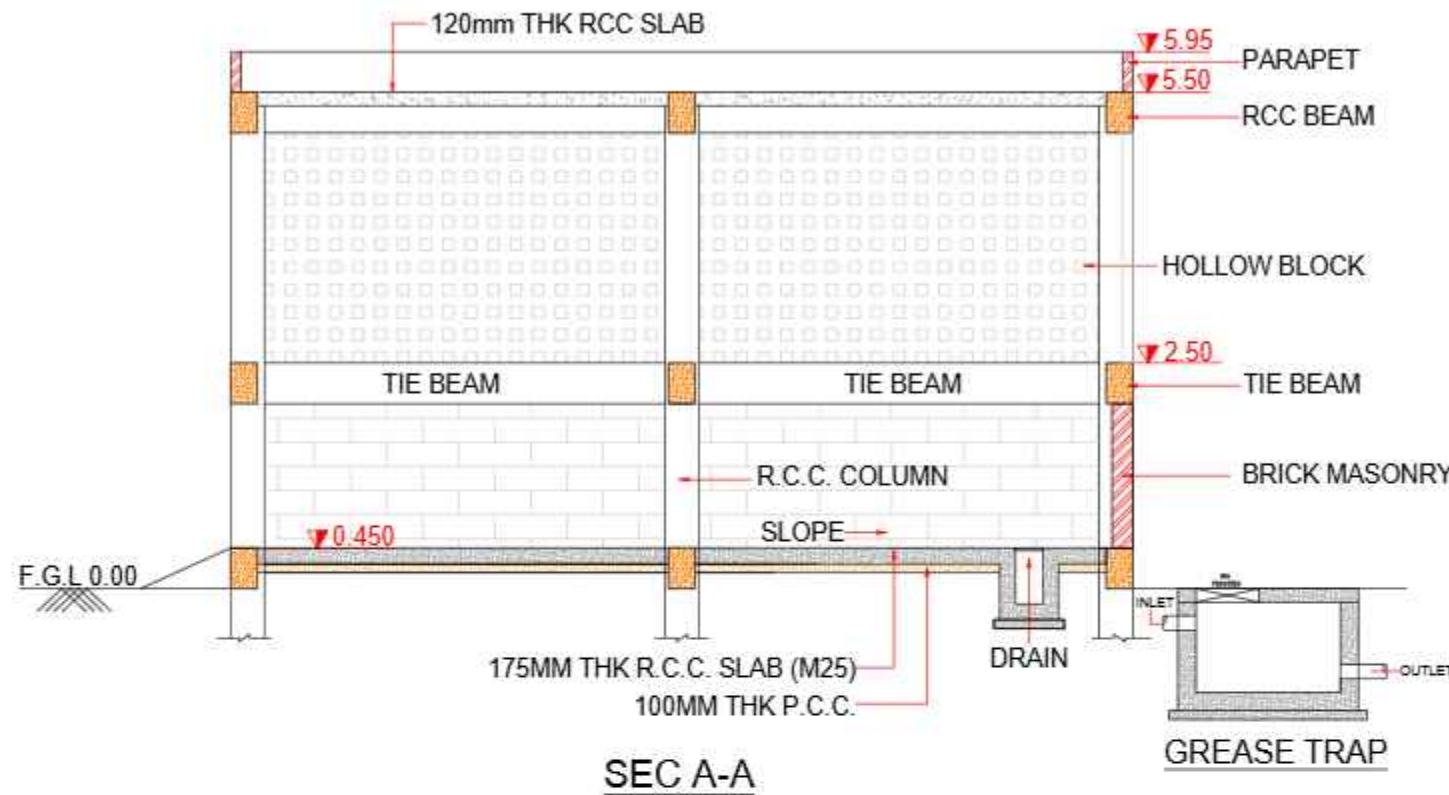 120mm THK RCC SLAB
5.95
PARAPET
5.50
RCC BEAM
HOLLOW BLOCK
2.50
TIE BEAM
TIE BEAM
TIE BEAM
R.C.C. COLUMN
BRICK MASONRY
SLOPE
0.450
F.G.L 0.00
INLET
DRAIN
175MM THK R.C.C. SLAB (M25)
OUTLET
100MM THK P.C.C.
GREASE TRAP
SEC A-A